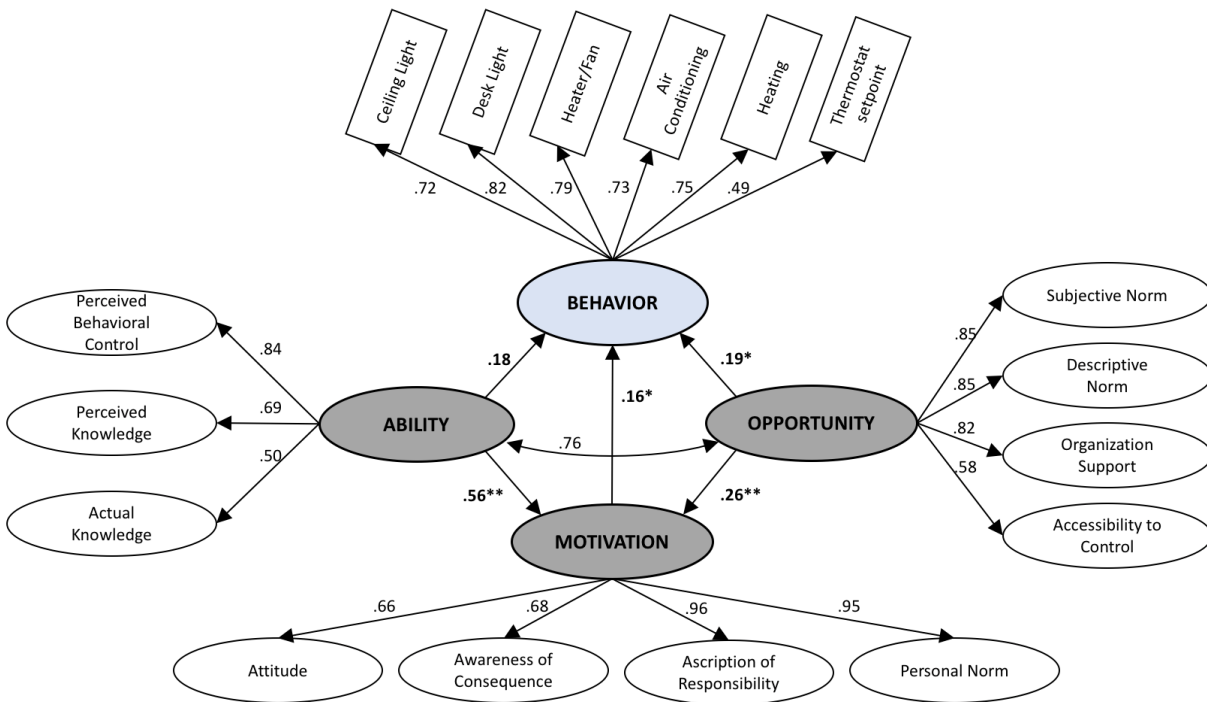 Ceiling Light
Desk Light
Heater/Fan
Air
Conditioning
Heating
Thermostat
setpoint
.72
.82
.79
.73
.75
.49
BEHAVIOR
Perceived
Behavioral
Control
Subjective Norm
.84
.18
.19*
.85
Descriptive
Norm
.85
.16*
Perceived
Knowledge
.69
ABILITY
OPPORTUNITY
.82
Organization
Support
.50
.76
.58
.56**
.26**
Actual
Knowledge
MOTIVATION
Accessibility to
Control
.66
.68
.96
.95
Attitude
Awareness of
Consequence
Ascription of
Responsibility
Personal Norm